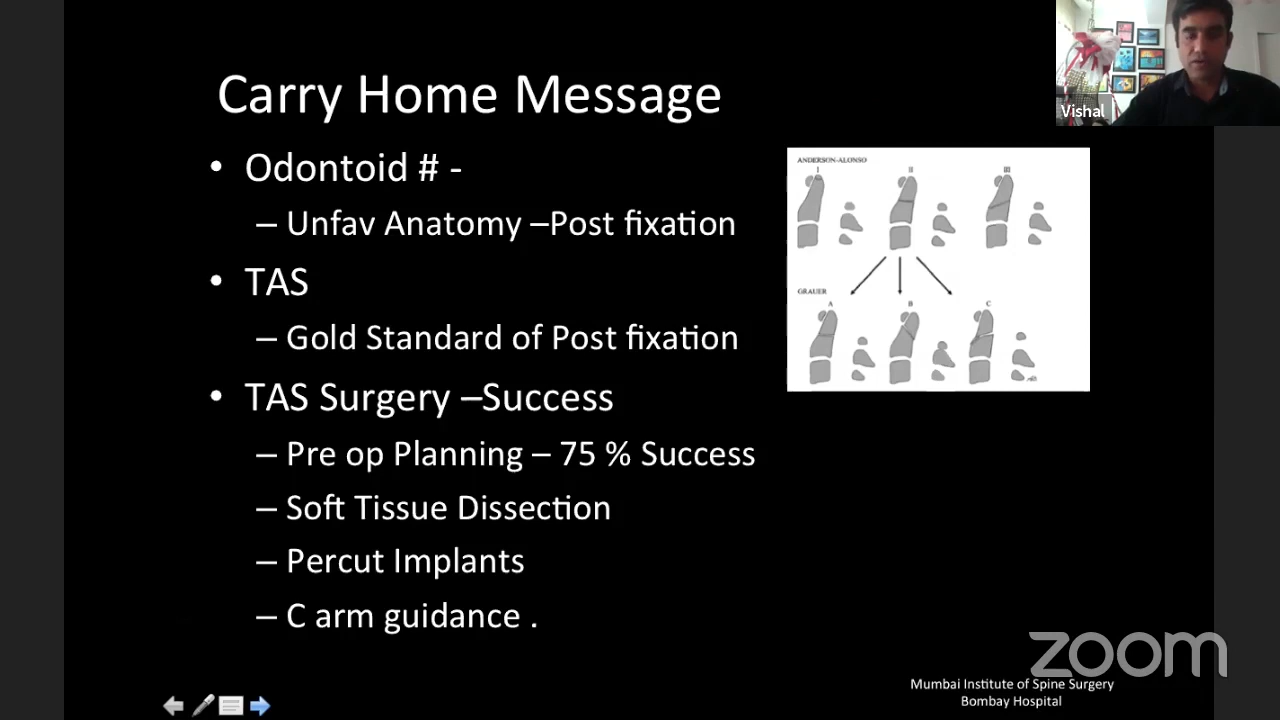 Carry Home Message
Vishal
• Odontoid # -
– Unfav Anatomy –Post fixation
• TAS
– Gold Standard of Post fixation
• TAS Surgery –Success
– Pre op Planning – 75 % Success
– Soft Tissue Dissection
– Percut Implants
– C arm guidance .
ANDERSON-ALONSO
I II III
GRAUER
A B C
zoom
Mumbai Institute of Spine Surgery
Bombay Hospital